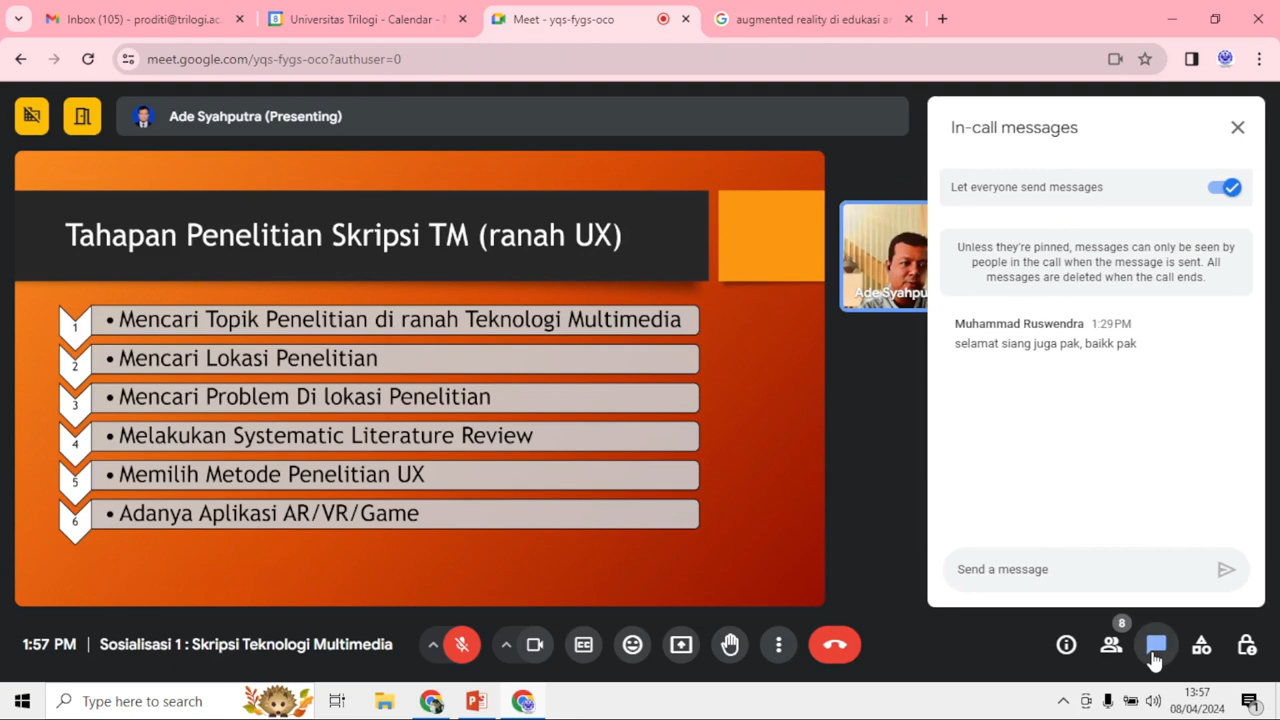 Inbox (105) - proditi@trilogi.ac.
Universitas Trilogi - Calendar -
Meet - yqs-fygs-oco
augmented reality di edukasi ar
meet.google.com/yqs-fygs-oco?authuser=0
Ade Syahputra (Presenting)
Tahapan Penelitian Skripsi TM (ranah UX)
1 • Mencari Topik Penelitian di ranah Teknologi Multimedia
2 • Mencari Lokasi Penelitian
3 • Mencari Problem Di lokasi Penelitian
4 • Melakukan Systematic Literature Review
5 • Memilih Metode Penelitian UX
6 • Adanya Aplikasi AR/VR/Game
Ade Syahpu
In-call messages
Let everyone send messages
Unless they're pinned, messages can only be seen by
people in the call when the message is sent. All
messages are deleted when the call ends.
Muhammad Ruswendra 1:29 PM
selamat siang juga pak, baikk pak
Send a message
8
1:57 PM | Sosialisasi 1 : Skripsi Teknologi Multimedia
Type here to search
13:57
08/04/2024
1